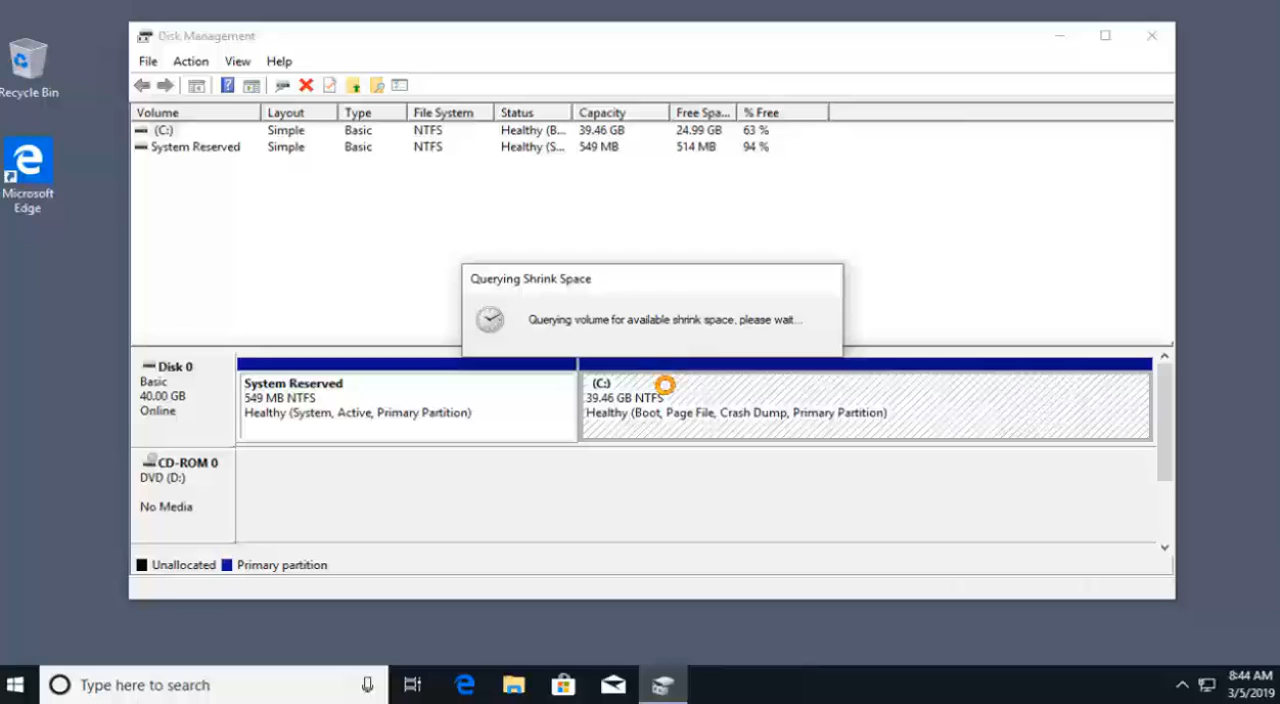 Recycle Bin
Microsoft
Edge
Disk Management
File Action View Help
Volume Layout Type File System Status Capacity Free Spa... % Free
(C:) Simple Basic NTFS Healthy (B... 39.46 GB 24.99 GB 63 %
System Reserved Simple Basic NTFS Healthy (S... 549 MB 514 MB 94 %
Querying Shrink Space
Querying volume for available shrink space, please wait...
Disk 0
Basic
40.00 GB
Online
System Reserved
549 MB NTFS
Healthy (System, Active, Primary Partition)
(C:)
39.46 GB NTFS
Healthy (Boot, Page File, Crash Dump, Primary Partition)
CD-ROM 0
DVD (D:)
No Media
Unallocated Primary partition
Type here to search
8:44 AM
3/5/2019